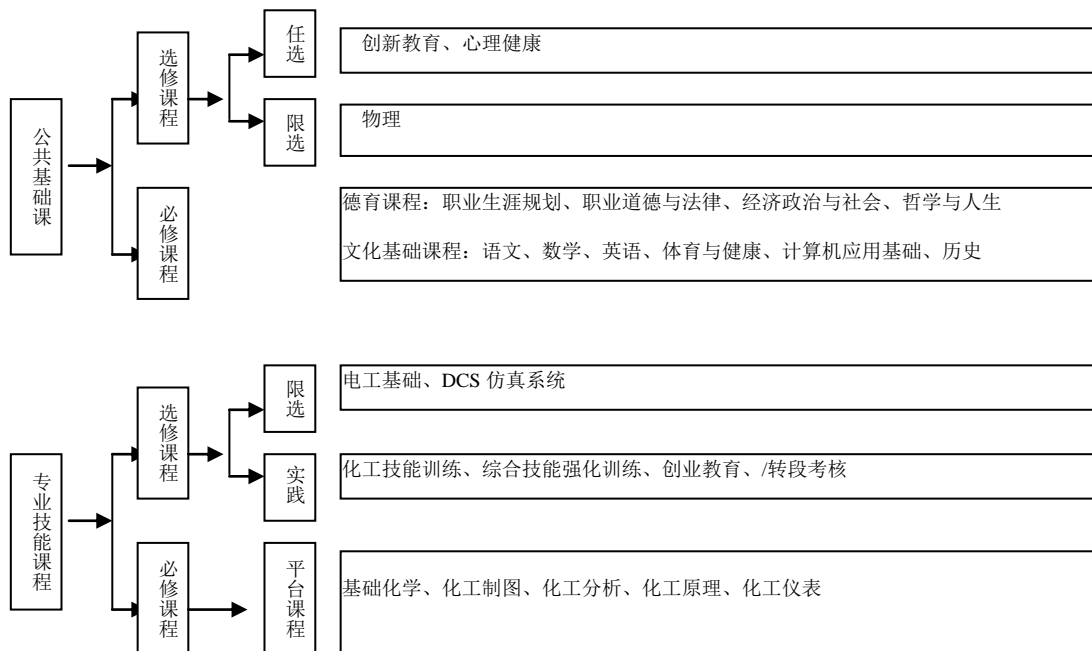 公共基础课
选修课程
任选
创新教育、心理健康
限选
物理
必修课程
德育课程：职业生涯规划、职业道德与法律、经济政治与社会、哲学与人生
文化基础课程：语文、数学、英语、体育与健康、计算机应用基础、历史
专业技能课程
选修课程
限选
电工基础、DCS 仿真系统
实践
化工技能训练、综合技能强化训练、创业教育、/转段考核
必修课程
平台课程
基础化学、化工制图、化工分析、化工原理、化工仪表